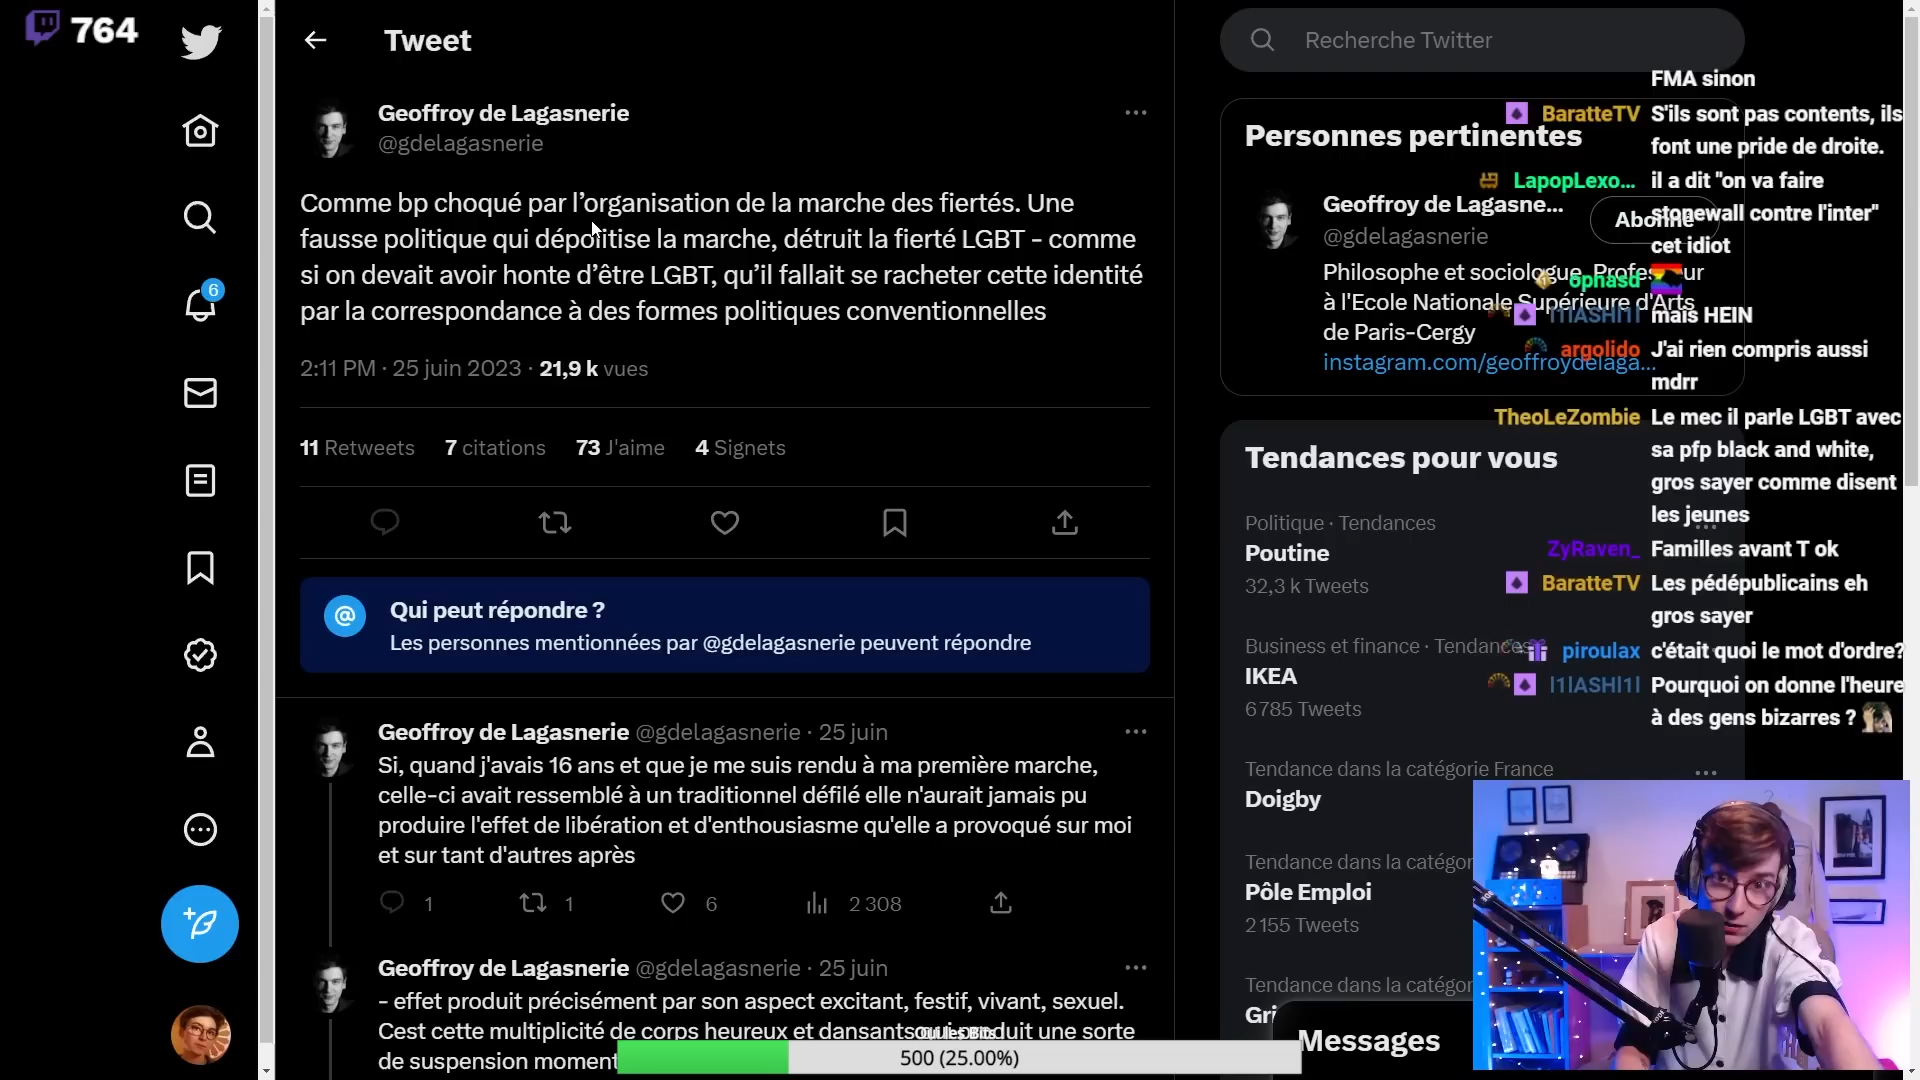 764
Tweet
Geoffroy de Lagasnerie
@gdelagasnerie
Comme bp choqué par l’organisation de la marche des fiertés. Une
fausse politique qui dépolitise la marche, détruit la fierté LGBT - comme
si on devait avoir honte d’être LGBT, qu’il fallait se racheter cette identité
par la correspondance à des formes politiques conventionnelles
2:11 PM · 25 juin 2023 · 21,9 k vues
11 Retweets 7 citations 73 J'aime 4 Signets
Qui peut répondre ?
Les personnes mentionnées par @gdelagasnerie peuvent répondre
Geoffroy de Lagasnerie @gdelagasnerie · 25 juin
Si, quand j'avais 16 ans et que je me suis rendu à ma première marche,
celle-ci avait ressemblé à un traditionnel défilé elle n'aurait jamais pu
produire l'effet de libération et d'enthousiasme qu'elle a provoqué sur moi
et sur tant d'autres après
1 1 6 2 308
Geoffroy de Lagasnerie @gdelagasnerie · 25 juin
- effet produit précisément par son aspect excitant, festif, vivant, sexuel.
Cest cette multiplicité de corps heureux et dansants qui produit une sorte
de suspension moment
500 (25.00%)
6
Recherche Twitter
Personnes pertinentes
Geoffroy de Lagasne...
Abonné
@gdelagasnerie
Philosophe et sociologue, Professeur
à l'Ecole Nationale Supérieure d'Arts
de Paris-Cergy
instagram.com/geoffroydelaga...
Tendances pour vous
Politique · Tendances
Poutine
32,3 k Tweets
Business et finance · Tendances
IKEA
6 785 Tweets
Tendance dans la catégorie France
Doigby
Tendance dans la catégor
Pôle Emploi
2 155 Tweets
Tendance dans la catégor
Gri
Messages
FMA sinon
BaratteTV S'ils sont pas contents, ils
font une pride de droite.
LapopLexo... il a dit "on va faire
stonewall contre l'inter"
cet idiot
ophasd
l1lASHl1l mais HEIN
argolido J'ai rien compris aussi
mdrr
TheoLeZombie Le mec il parle LGBT avec
sa pfp black and white,
gros sayer comme disent
les jeunes
ZyRaven_ Familles avant T ok
BaratteTV Les pédépublicains eh
gros sayer
piroulax c'était quoi le mot d'ordre?
l1lASHl1l Pourquoi on donne l'heure
à des gens bizarres ?